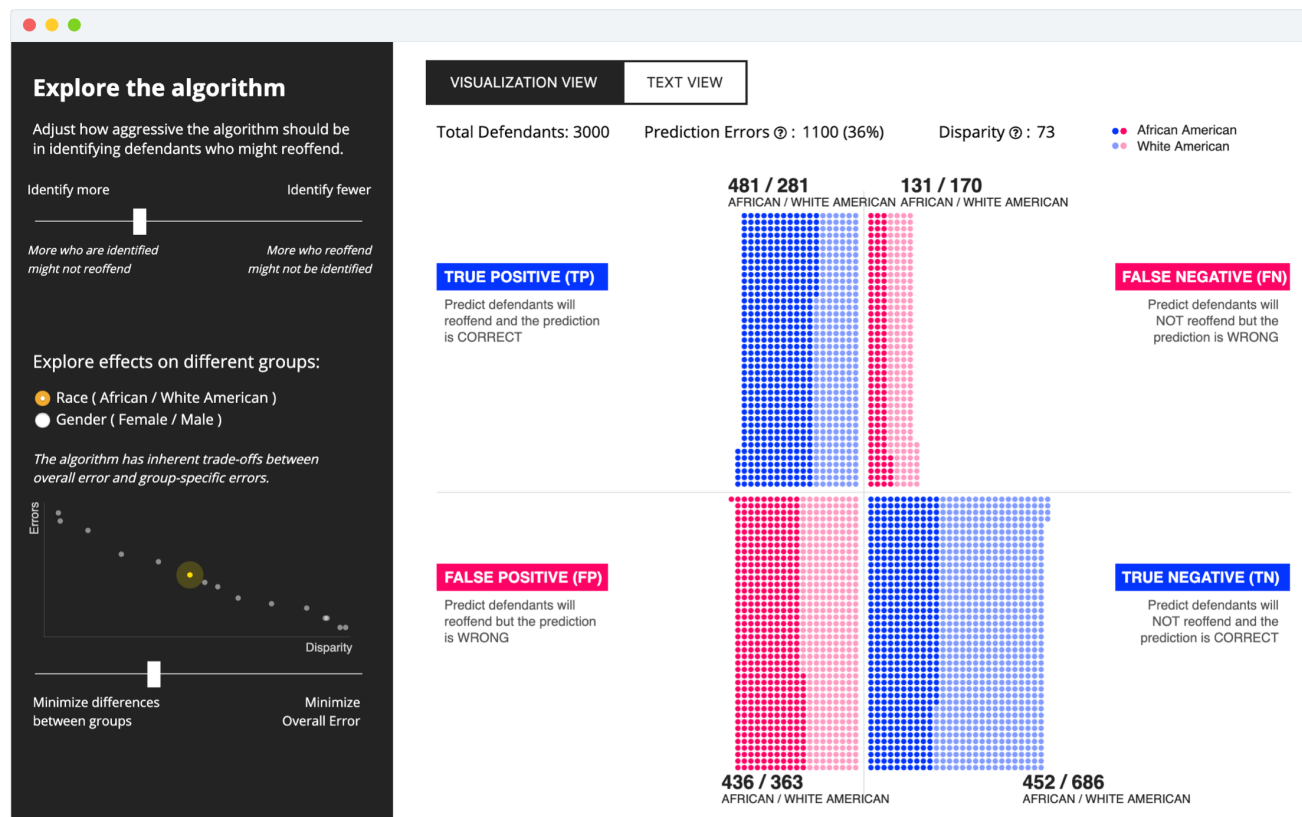 Explore the algorithm
Adjust how aggressive the algorithm should be
in identifying defendants who might reoffend.
Identify more
Identify fewer
More who are identified
might not reoffend
More who reoffend
might not be identified
Explore effects on different groups:
Race ( African / White American )
Gender ( Female / Male )
The algorithm has inherent trade-offs between
overall error and group-specific errors.
Errors
Disparity
Minimize differences
between groups
Minimize
Overall Error
VISUALIZATION VIEW
TEXT VIEW
Total Defendants: 3000
Prediction Errors ? : 1100 (36%)
Disparity ? : 73
African American
White American
481 / 281
AFRICAN / WHITE AMERICAN
131 / 170
AFRICAN / WHITE AMERICAN
TRUE POSITIVE (TP)
Predict defendants will
reoffend and the prediction
is CORRECT
FALSE NEGATIVE (FN)
Predict defendants will
NOT reoffend but the
prediction is WRONG
FALSE POSITIVE (FP)
Predict defendants will
reoffend but the prediction
is WRONG
TRUE NEGATIVE (TN)
Predict defendants will
NOT reoffend and the
prediction is CORRECT
436 / 363
AFRICAN / WHITE AMERICAN
452 / 686
AFRICAN / WHITE AMERICAN